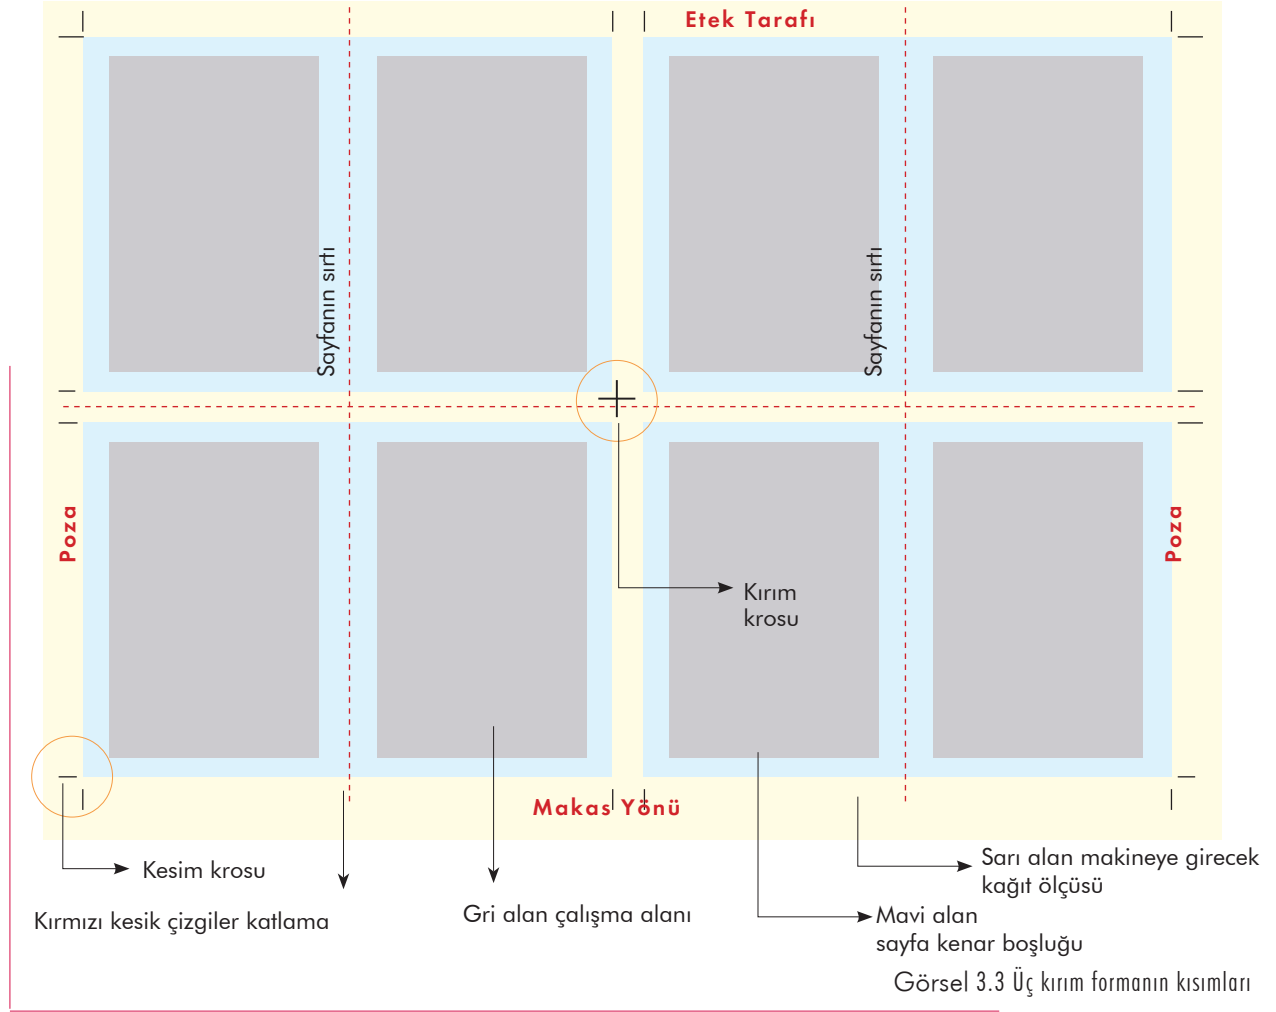 Etek Tarafı
Sayfanın sırtı
Sayfanın sırtı
Poza
Poza
Kırım
krosu
Makas Yönü
Kesim krosu
Kırmızı kesik çizgiler katlama
Gri alan çalışma alanı
Sarı alan makineye girecek
kağıt ölçüsü
Mavi alan
sayfa kenar boşluğu
Görsel 3.3 Üç kırım formanın kısımları